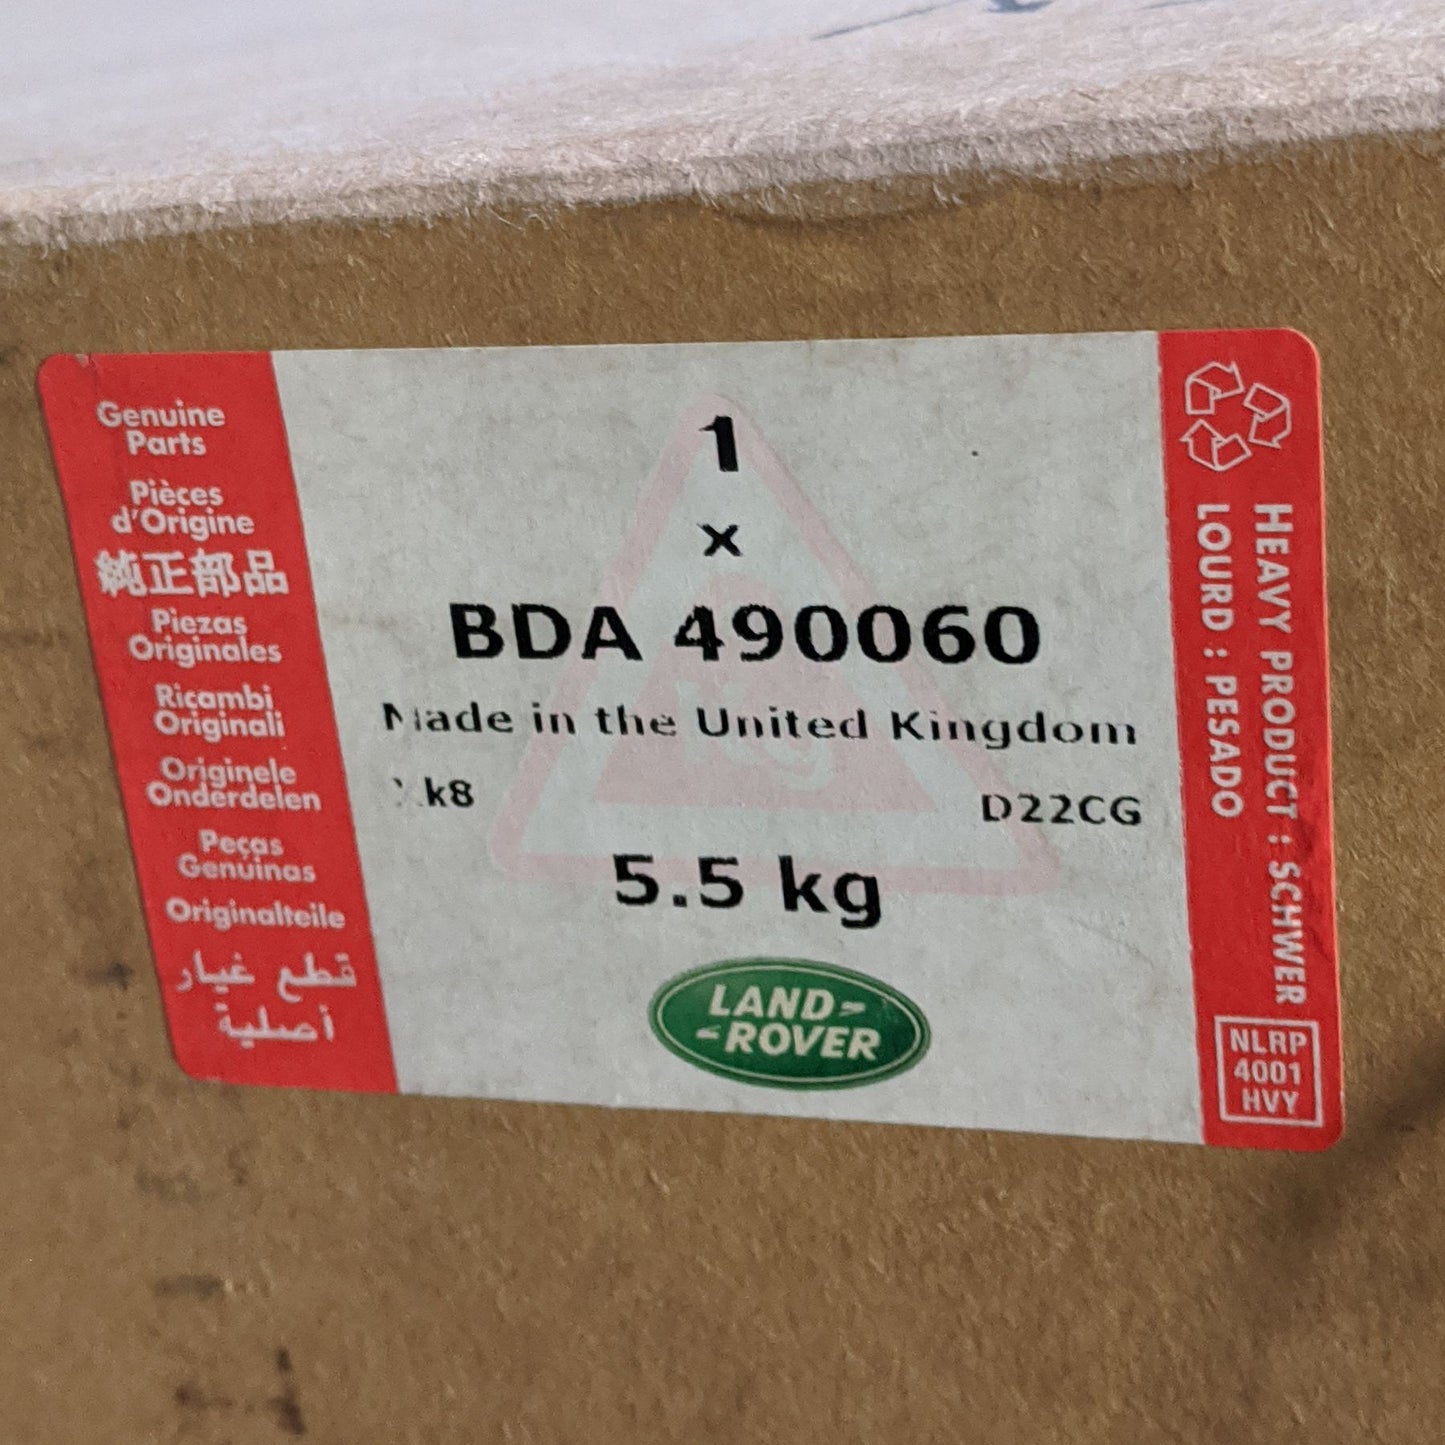 Genuine
Parts
Pièces
d'Origine
純正部品
Piezas
Originales
Ricambi
Originali
Originele
Onderdelen
Peças
Genuinas
Originalteile
قطع غيار
أصلية
1
x
BDA 490060
Made in the United Kingdom
D22CG
5.5 kg
LAND-
-ROVER
HEAVY PRODUCT : SCHWER
LOURD : PESADO
NLRP
4001
HVY